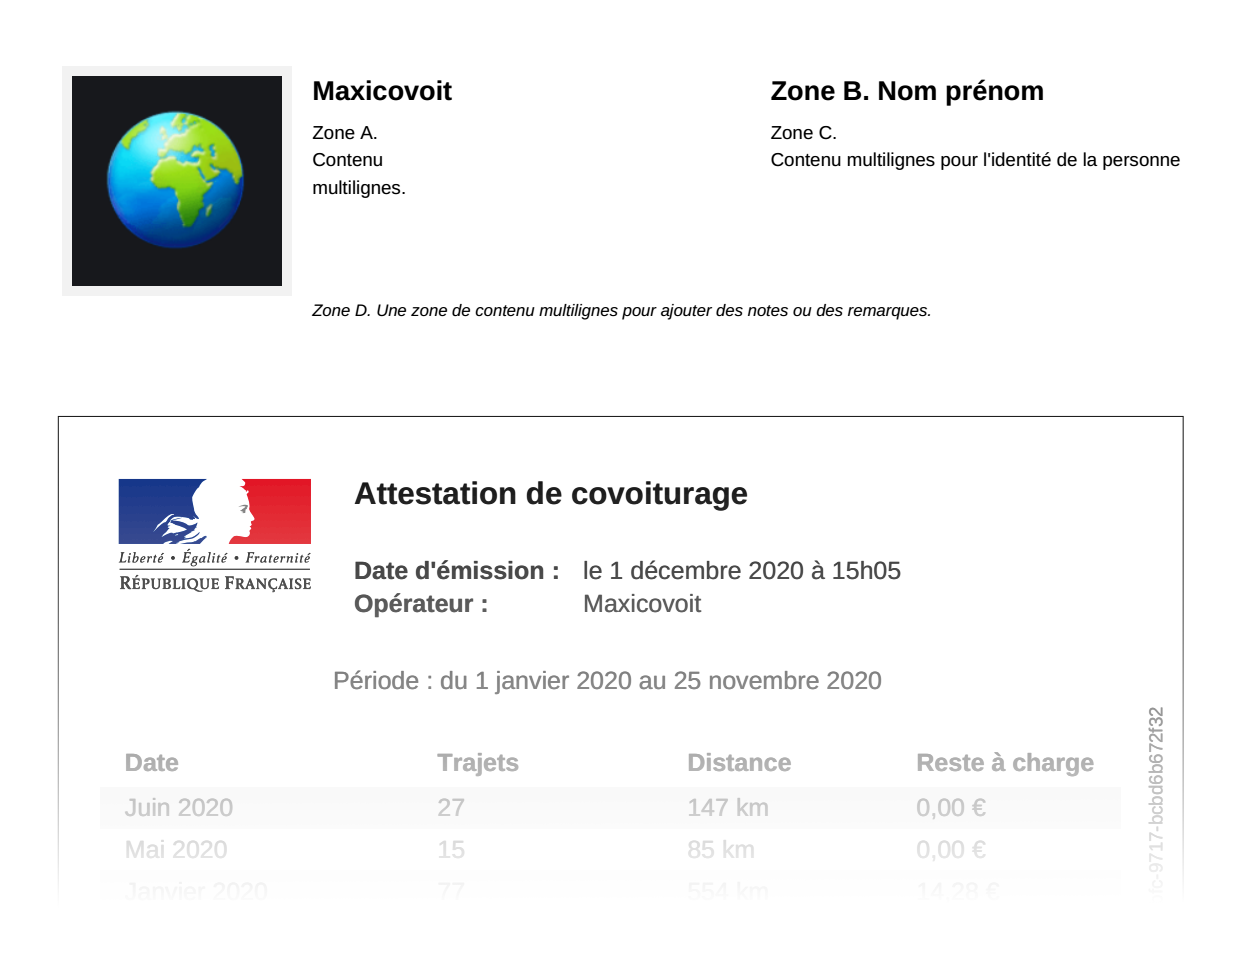 Maxicovoit
Zone A.
Contenu
multilignes.
Zone B. Nom prénom
Zone C.
Contenu multilignes pour l'identité de la personne
Zone D. Une zone de contenu multilignes pour ajouter des notes ou des remarques.
Liberté • Égalité • Fraternité
RÉPUBLIQUE FRANÇAISE
Attestation de covoiturage
Date d'émission : le 1 décembre 2020 à 15h05
Opérateur : Maxicovoit
Période : du 1 janvier 2020 au 25 novembre 2020
Date Trajets Distance Reste à charge
Juin 2020 27 147 km 0,00 €
Mai 2020 15 85 km 0,00 €
Janvier 2020 77 554 km 14,28 €
c-9717-bcbd6b672f32